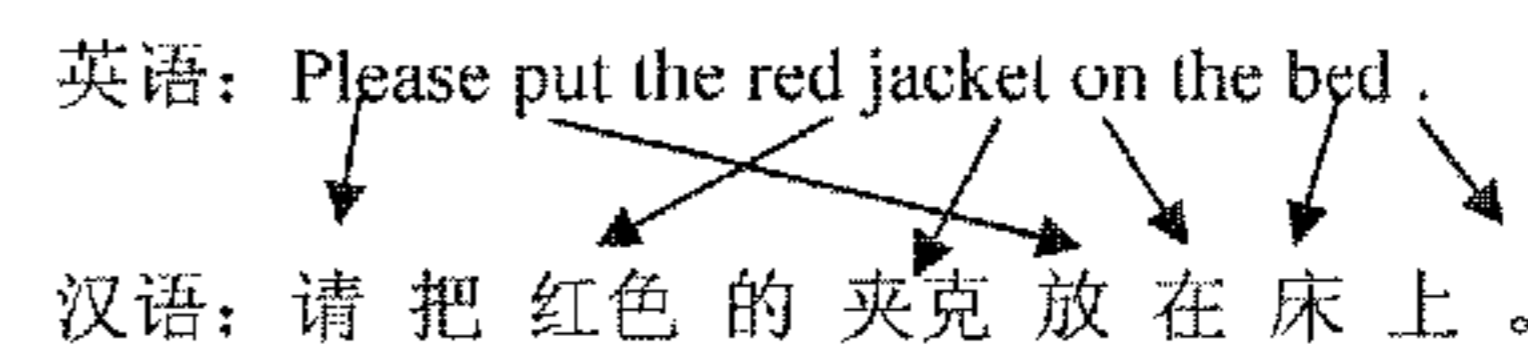 英语: Please put the red jacket on the bed .
汉语: 请 把 红色 的 夹克 放 在 床 上 。